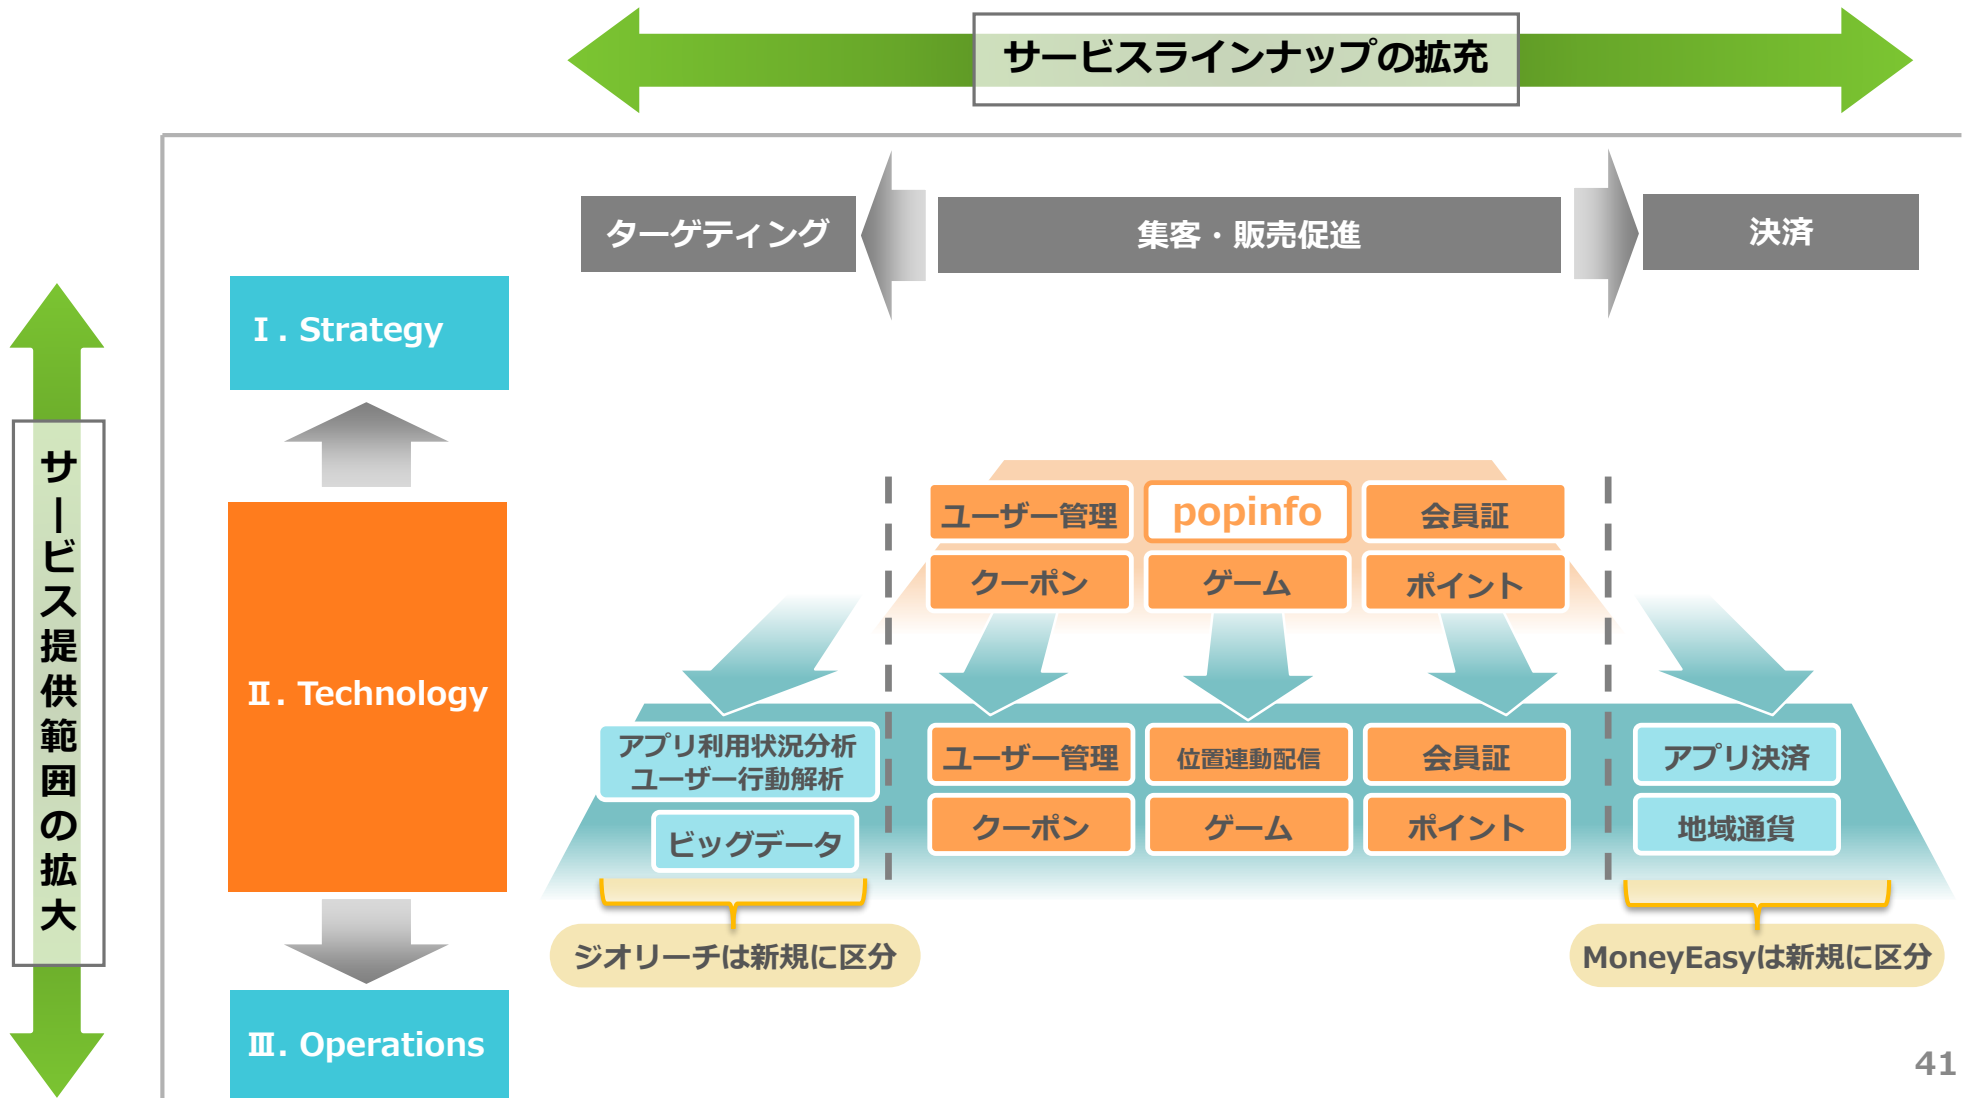 サービスラインナップの拡充
ターゲティング
集客・販売促進
決済
サービス提供範囲の拡大
Ⅰ. Strategy
Ⅱ. Technology
Ⅲ. Operations
ユーザー管理
popinfo
会員証
クーポン
ゲーム
ポイント
アプリ利用状況分析
ユーザー行動解析
ビッグデータ
ユーザー管理
位置連動配信
会員証
クーポン
ゲーム
ポイント
アプリ決済
地域通貨
ジオリーチは新規に区分
MoneyEasyは新規に区分
41